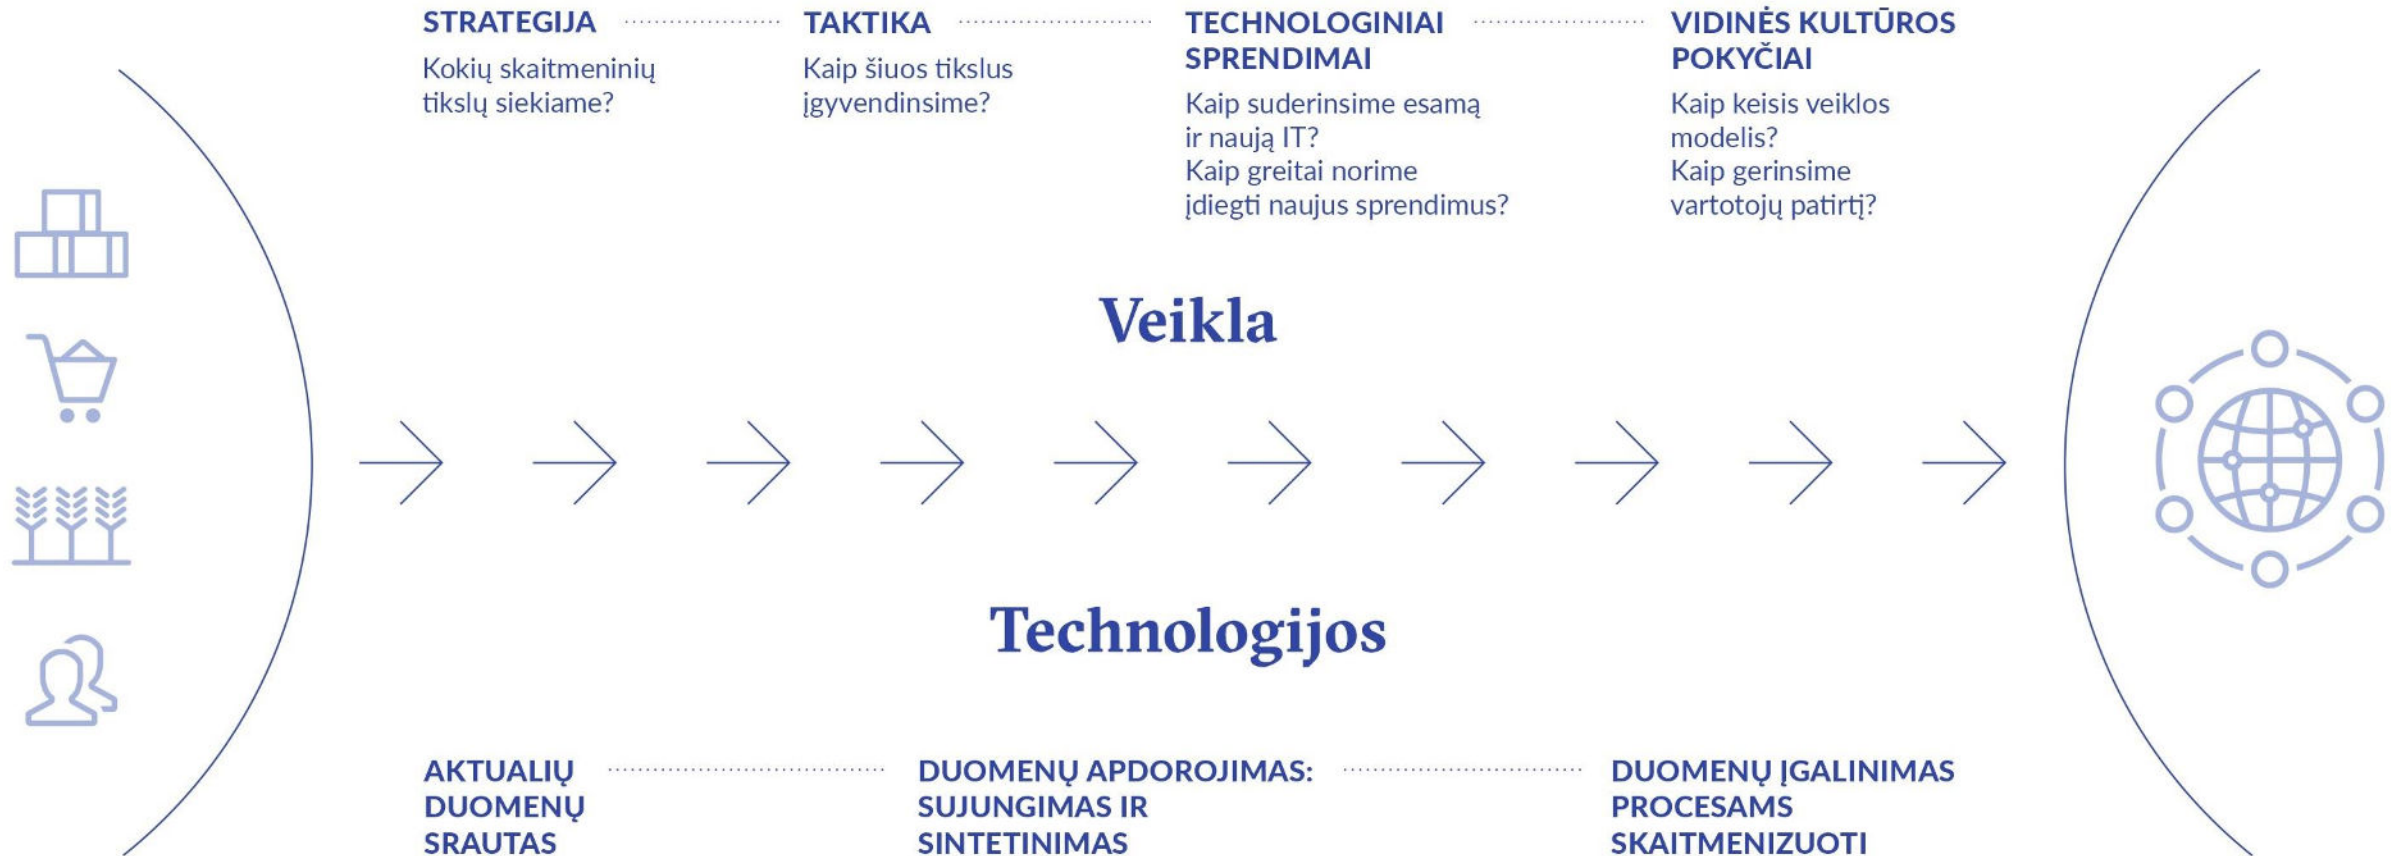 STRATEGIJA
Kokių skaitmeninių
tikslų siekiame?
TAKTIKA
Kaip šiuos tikslus
įgyvendinsime?
TECHNOLOGINIAI
SPRENDIMAI
Kaip suderinsime esamą
ir naują IT?
Kaip greitai norime
įdiegti naujus sprendimus?
VIDINĖS KULTŪROS
POKYČIAI
Kaip keisis veiklos
modelis?
Kaip gerinsime
vartotojų patirtį?
Veikla
Technologijos
AKTUALIŲ
DUOMENŲ
SRAUTAS
DUOMENŲ APDOROJIMAS:
SUJUNGIMAS IR
SINTETINIMAS
DUOMENŲ ĮGALINIMAS
PROCESAMS
SKAITMENIZUOTI